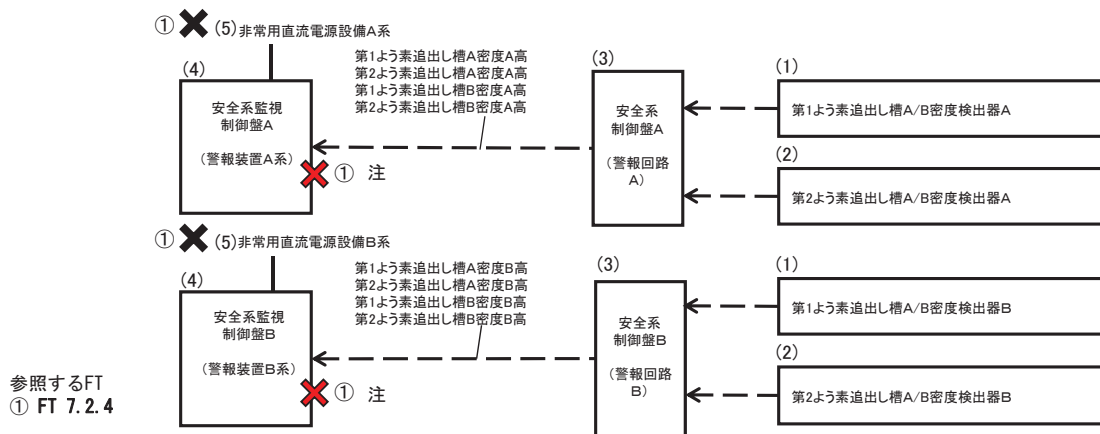 ① (5)非常用直流電源設備A系
(4)
安全系監視
制御盤A
(警報装置A系)
① 注
第1よう素追出し槽A密度A高
第2よう素追出し槽A密度A高
第1よう素追出し槽B密度A高
第2よう素追出し槽B密度A高
(3)
安全系
制御盤A
(警報回路
A)
(1)
第1よう素追出し槽A/B密度検出器A
(2)
第2よう素追出し槽A/B密度検出器A
① (5)非常用直流電源設備B系
(4)
安全系監視
制御盤B
(警報装置B系)
① 注
第1よう素追出し槽A密度B高
第2よう素追出し槽A密度B高
第1よう素追出し槽B密度B高
第2よう素追出し槽B密度B高
(3)
安全系
制御盤B
(警報回路
B)
(1)
第1よう素追出し槽A/B密度検出器B
(2)
第2よう素追出し槽A/B密度検出器B
参照するFT
① FT 7.2.4